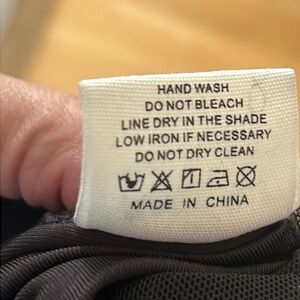 HAND WASH
DO NOT BLEACH
LINE DRY IN THE SHADE
LOW IRON IF NECESSARY
DO NOT DRY CLEAN
MADE IN CHINA